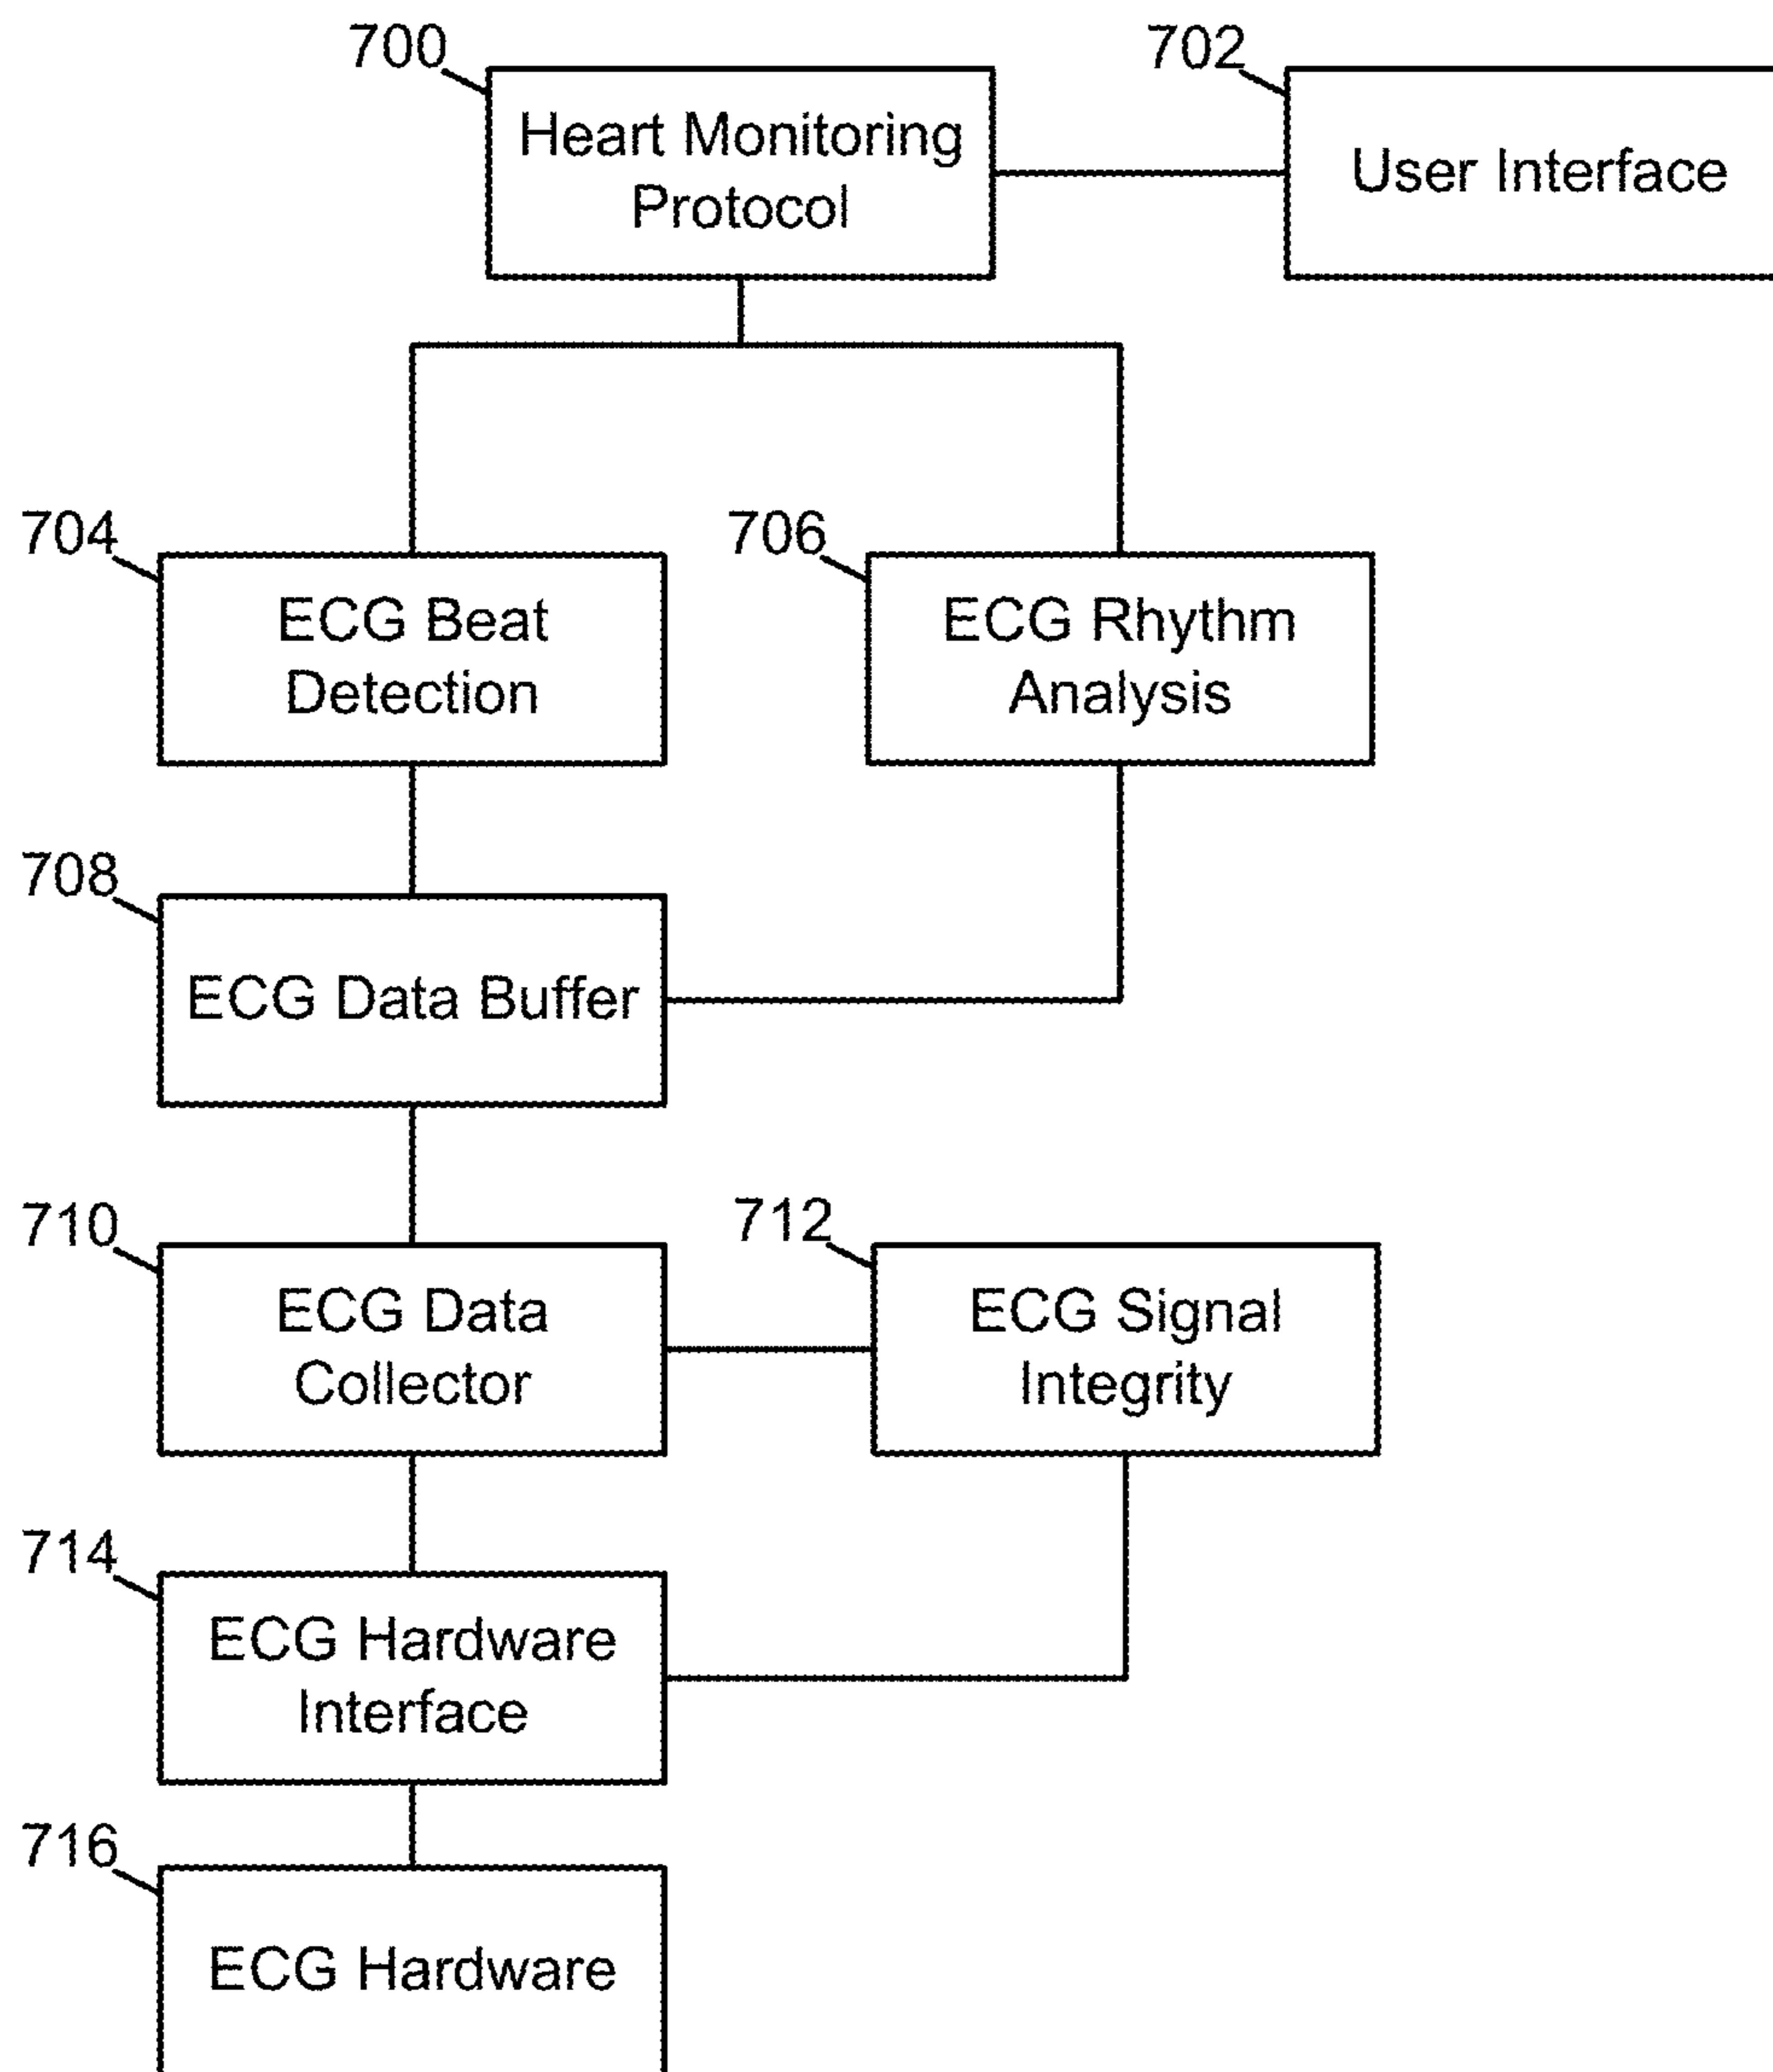 700
Heart Monitoring
Protocol
702
User Interface
704
ECG Beat
Detection
706
ECG Rhythm
Analysis
708
ECG Data Buffer
710
ECG Data
Collector
712
ECG Signal
Integrity
714
ECG Hardware
Interface
716
ECG Hardware